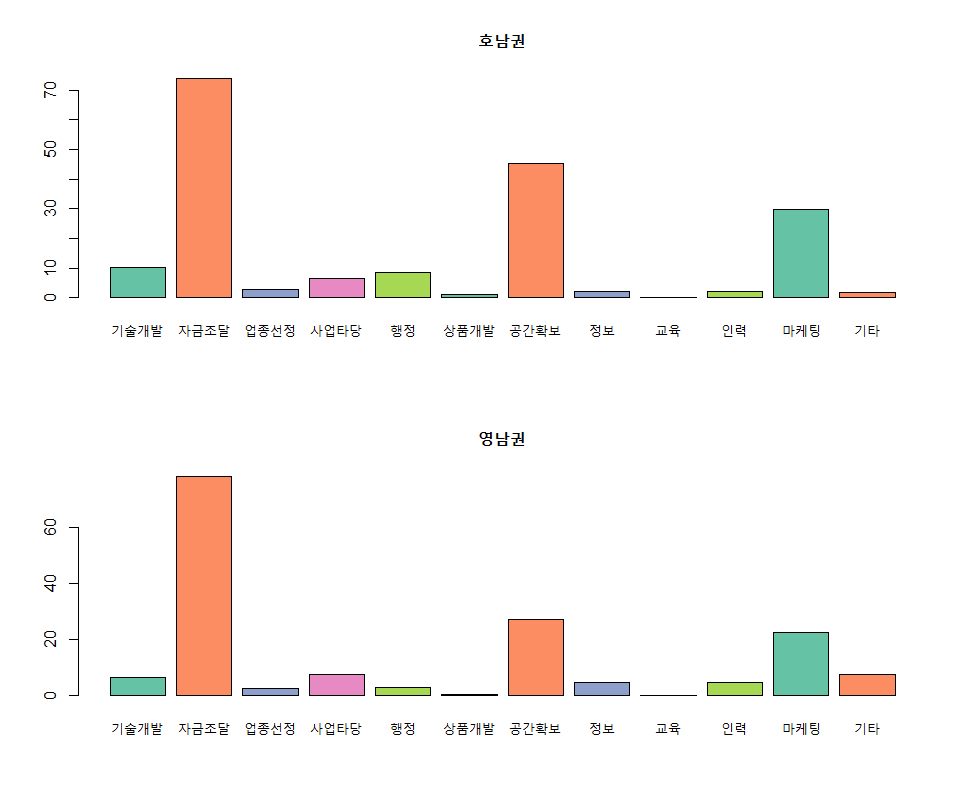 호남권
70
50
30
10
0
기술개발 자금조달 업종선정 사업타당 행정 상품개발 공간확보 정보 교육 인력 마케팅 기타
영남권
60
40
20
0
기술개발 자금조달 업종선정 사업타당 행정 상품개발 공간확보 정보 교육 인력 마케팅 기타